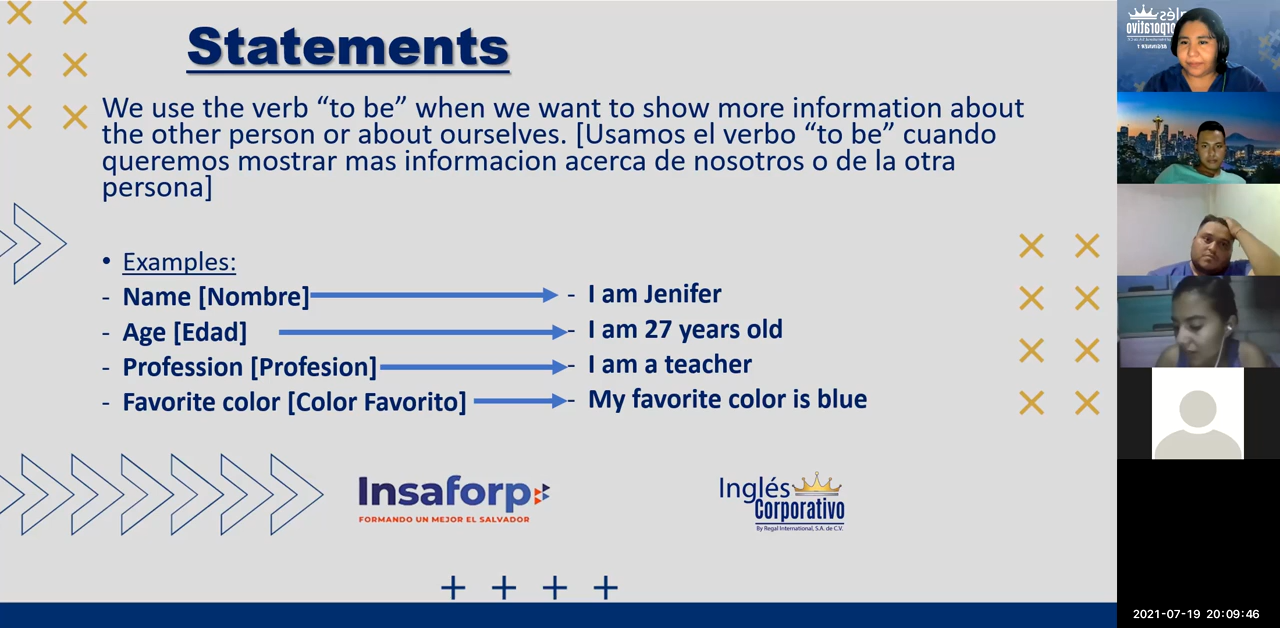 Statements
We use the verb “to be” when we want to show more information about
the other person or about ourselves. [Usamos el verbo “to be” cuando
queremos mostrar mas informacion acerca de nosotros o de la otra
persona]
• Examples:
- Name [Nombre]
- I am Jenifer
- Age [Edad]
- I am 27 years old
- Profession [Profesion]
- I am a teacher
- Favorite color [Color Favorito]
- My favorite color is blue
Insaforp
FORMANDO UN MEJOR EL SALVADOR
Inglés
Corporativo
By Regal International, S.A. de C.V.
2021-07-19 20:09:46